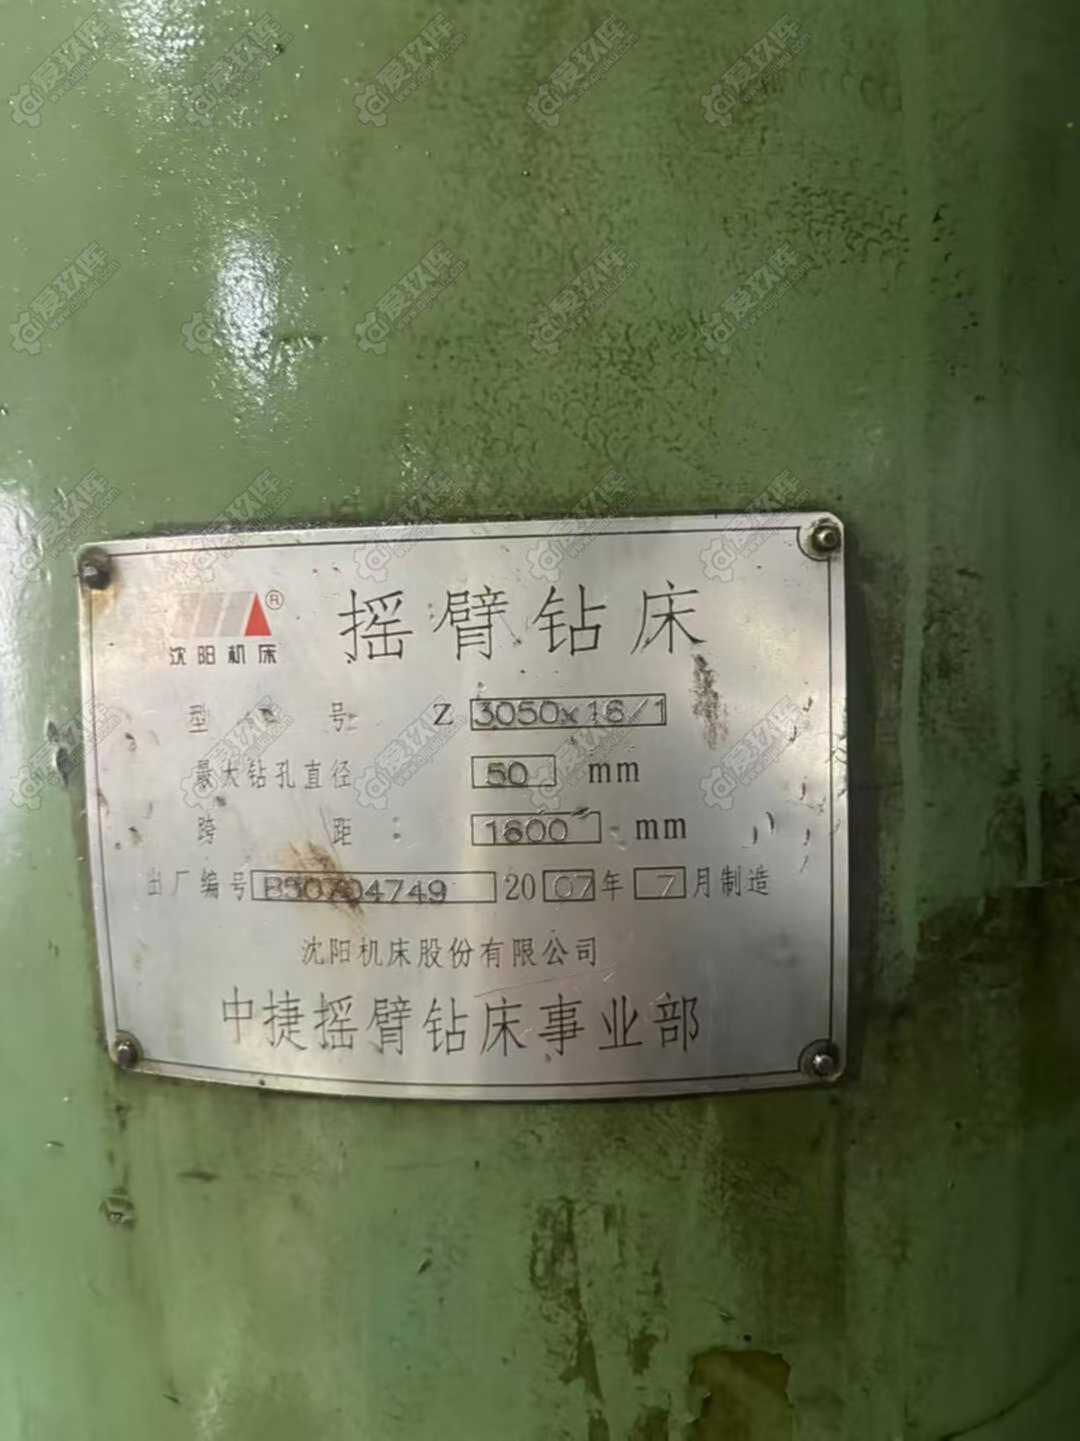 沈阳机床 ®
摇臂钻床
型号: Z 3050x16/1
最大钻孔直径 50 mm
跨距: 1600 mm
出厂编号 B50704749 2007年 7月制造
沈阳机床股份有限公司
中捷摇臂钻床事业部
爱玖库